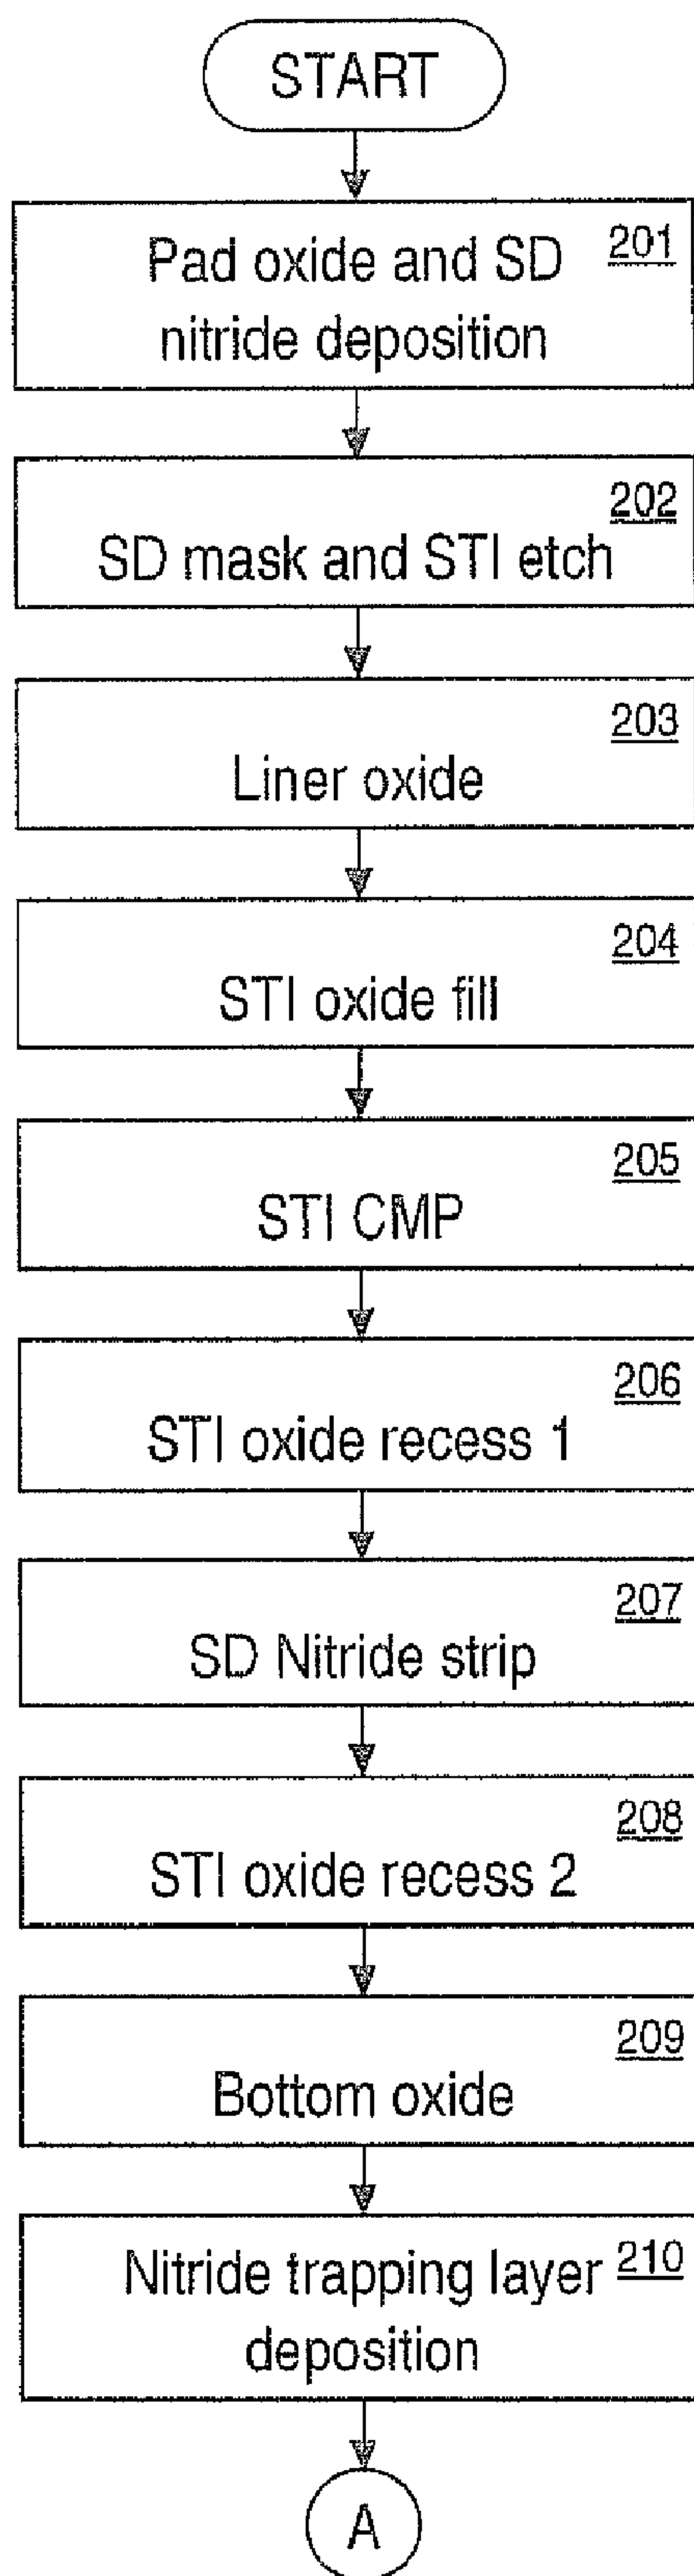 START
201
Pad oxide and SD
nitride deposition
202
SD mask and STI etch
203
Liner oxide
204
STI oxide fill
205
STI CMP
206
STI oxide recess 1
207
SD Nitride strip
208
STI oxide recess 2
209
Bottom oxide
210
Nitride trapping layer
deposition
A